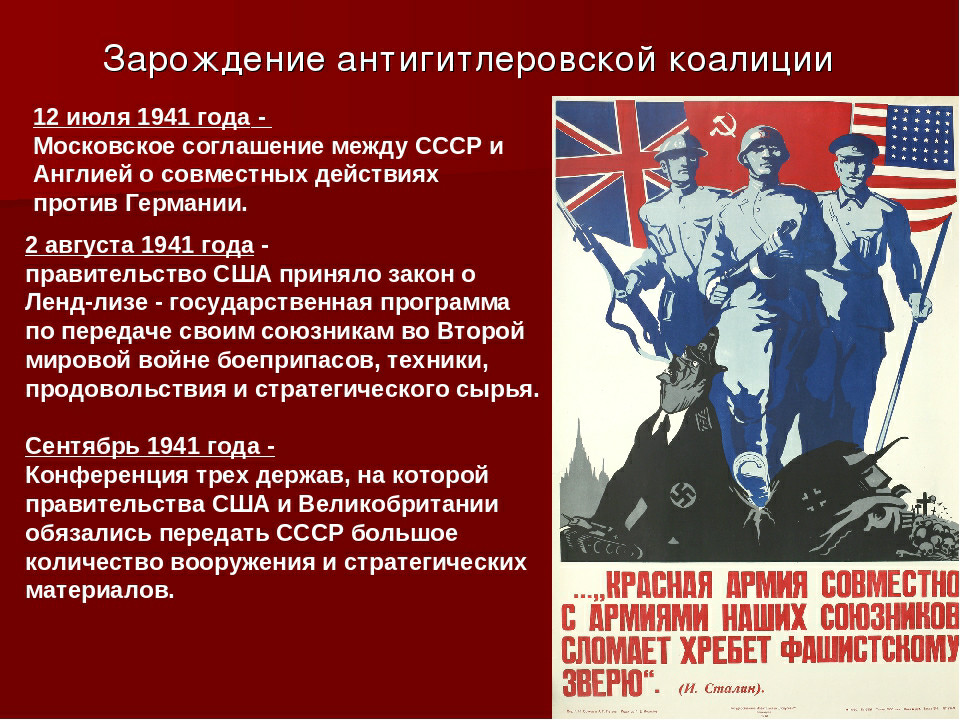 Зарождение антигитлеровской коалиции
12 июля 1941 года -
Московское соглашение между СССР и
Англией о совместных действиях
против Германии.
2 августа 1941 года -
правительство США приняло закон о
Ленд-лизе - государственная программа
по передаче своим союзникам во Второй
мировой войне боеприпасов, техники,
продовольствия и стратегического сырья.
Сентябрь 1941 года -
Конференция трех держав, на которой
правительства США и Великобритании
обязались передать СССР большое
количество вооружения и стратегических
материалов.
...„КРАСНАЯ АРМИЯ СОВМЕСТНО
С АРМИЯМИ НАШИХ СОЮЗНИКОВ
СЛОМАЕТ ХРЕБЕТ ФАШИСТСКОМУ
ЗВЕРЮ“. (И. Сталин).